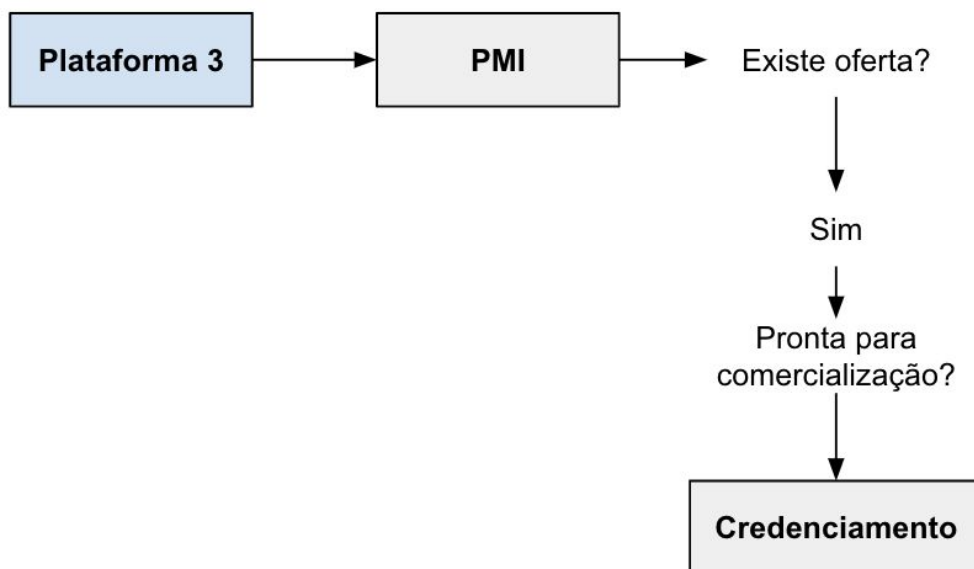 Plataforma 3
PMI
Existe oferta?
Sim
Pronta para
comercialização?
Credenciamento